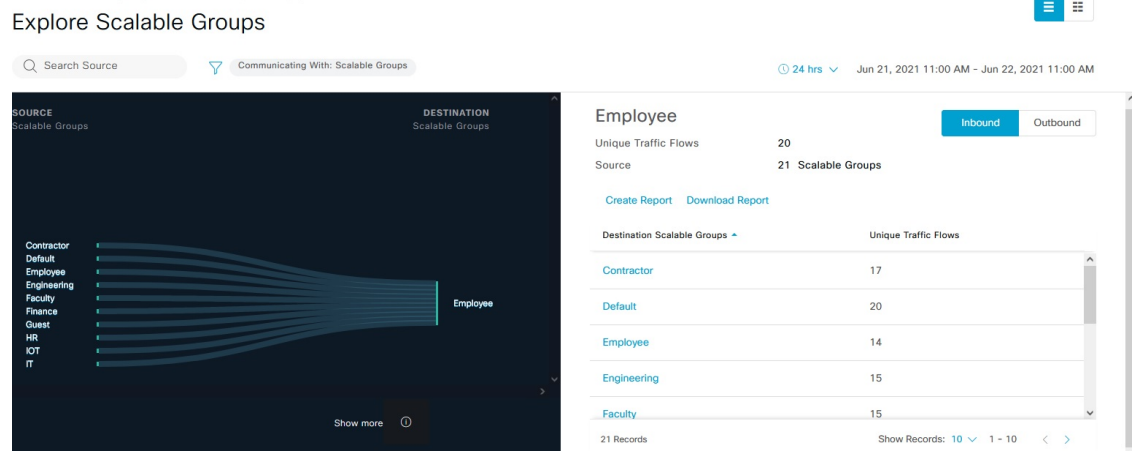 Explore Scalable Groups
Search Source
Communicating With: Scalable Groups
24 hrs
Jun 21, 2021 11:00 AM - Jun 22, 2021 11:00 AM
SOURCE
Scalable Groups
DESTINATION
Scalable Groups
Contractor
Default
Employee
Engineering
Faculty
Finance
Guest
HR
IOT
IT
Employee
Show more
Employee
Inbound
Outbound
Unique Traffic Flows 20
Source 21 Scalable Groups
Create Report Download Report
Destination Scalable Groups Unique Traffic Flows
Contractor 17
Default 20
Employee 14
Engineering 15
Faculty 15
21 Records Show Records: 10 1 - 10